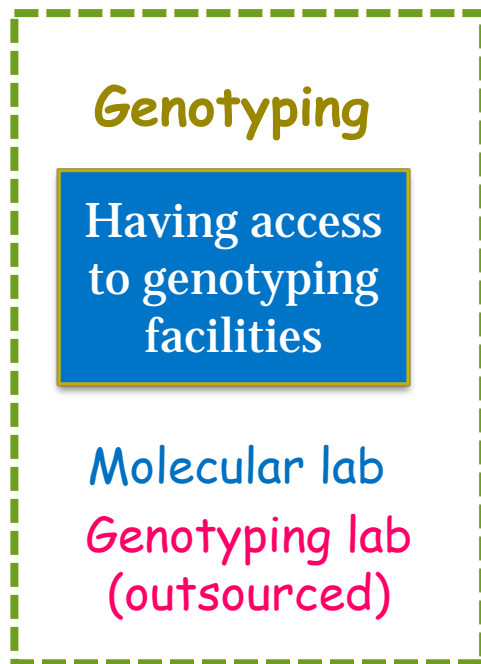 Genotyping
Having access
to genotyping
facilities
Molecular lab
Genotyping lab
(outsourced)